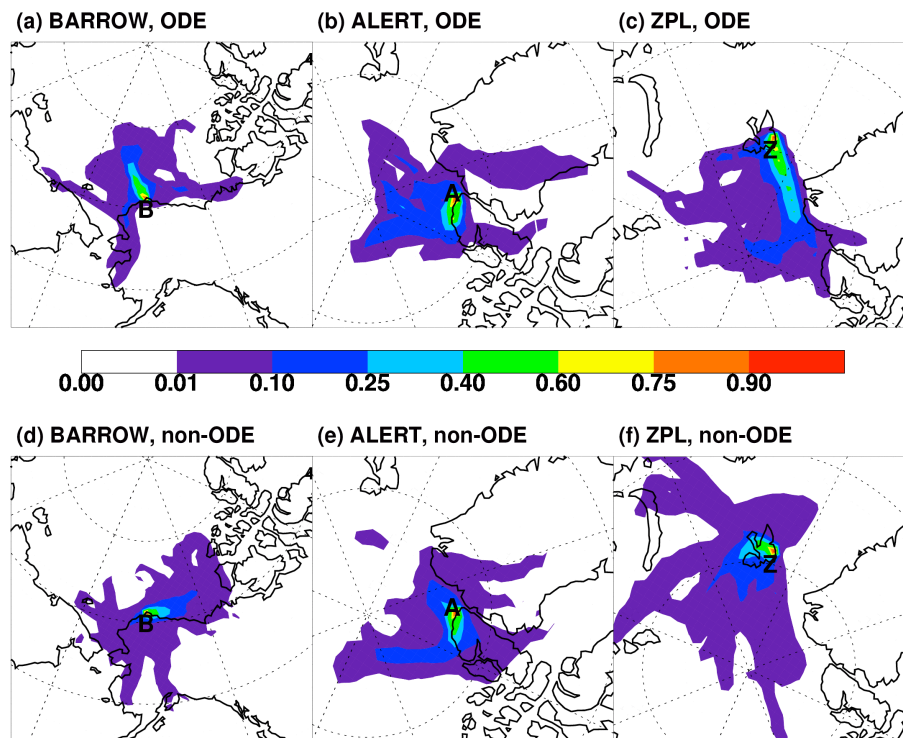 (a) BARROW, ODE (b) ALERT, ODE (c) ZPL, ODE
Z
A
B
0.00 0.01 0.10 0.25 0.40 0.60 0.75 0.90
(d) BARROW, non-ODE (e) ALERT, non-ODE (f) ZPL, non-ODE
Z
A
B